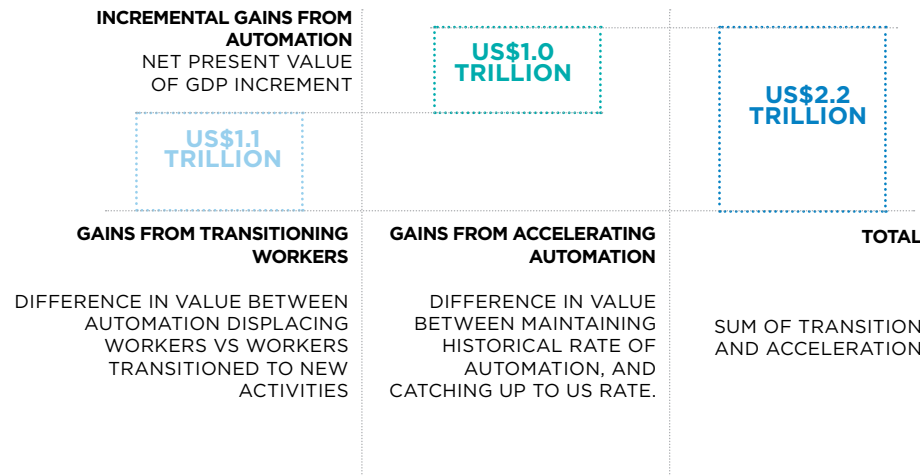 INCREMENTAL GAINS FROM
AUTOMATION
NET PRESENT VALUE
OF GDP INCREMENT
US$1.1
TRILLION
US$1.0
TRILLION
US$2.2
TRILLION
GAINS FROM TRANSITIONING
WORKERS
DIFFERENCE IN VALUE BETWEEN
AUTOMATION DISPLACING
WORKERS VS WORKERS
TRANSITIONED TO NEW
ACTIVITIES
GAINS FROM ACCELERATING
AUTOMATION
DIFFERENCE IN VALUE
BETWEEN MAINTAINING
HISTORICAL RATE OF
AUTOMATION, AND
CATCHING UP TO US RATE.
TOTAL
SUM OF TRANSITION
AND ACCELERATION